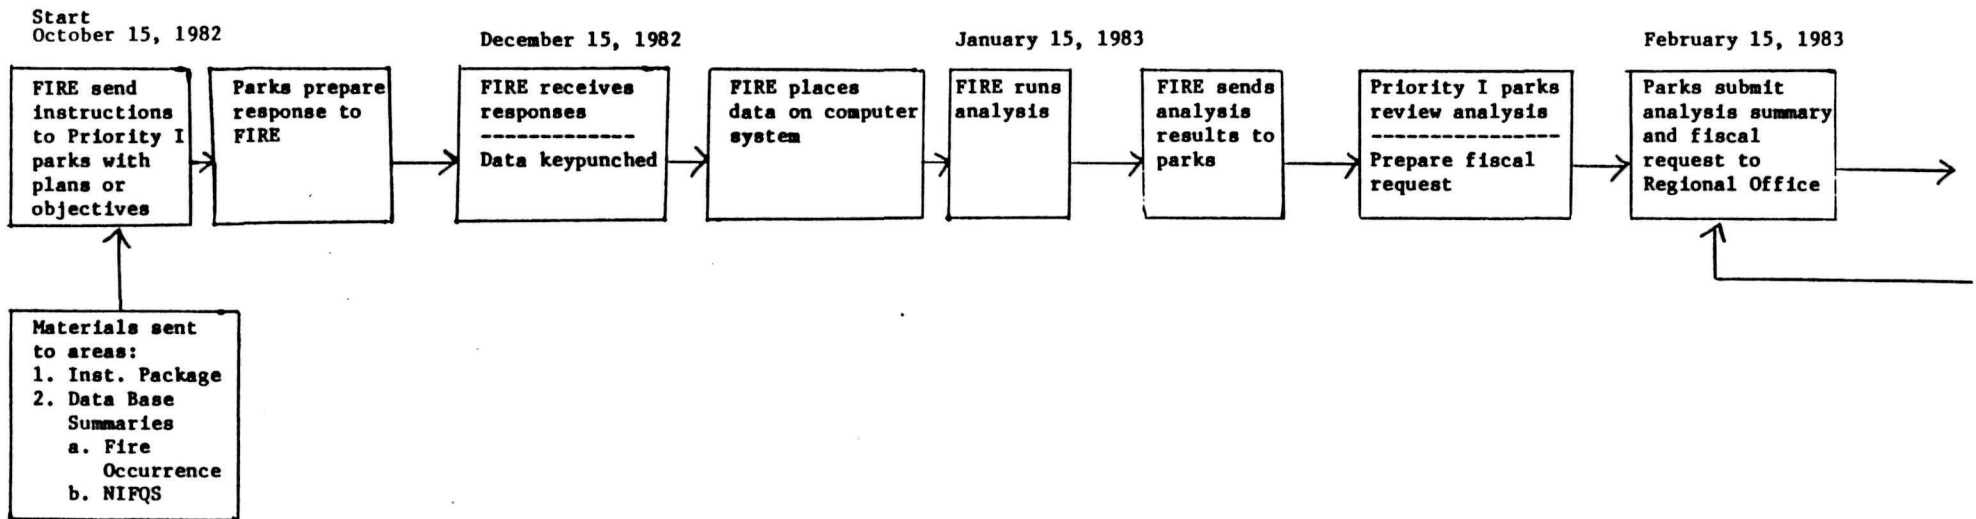 Start
October 15, 1982
December 15, 1982
January 15, 1983
February 15, 1983
FIRE send
instructions
to Priority I
parks with
plans or
objectives
Parks prepare
response to
FIRE
FIRE receives
responses
-------------
Data keypunched
FIRE places
data on computer
system
FIRE runs
analysis
FIRE sends
analysis
results to
parks
Priority I parks
review analysis
----------------
Prepare fiscal
request
Parks submit
analysis summary
and fiscal
request to
Regional Office
Materials sent
to areas:
1. Inst. Package
2. Data Base
Summaries
a. Fire
Occurrence
b. NIFQS